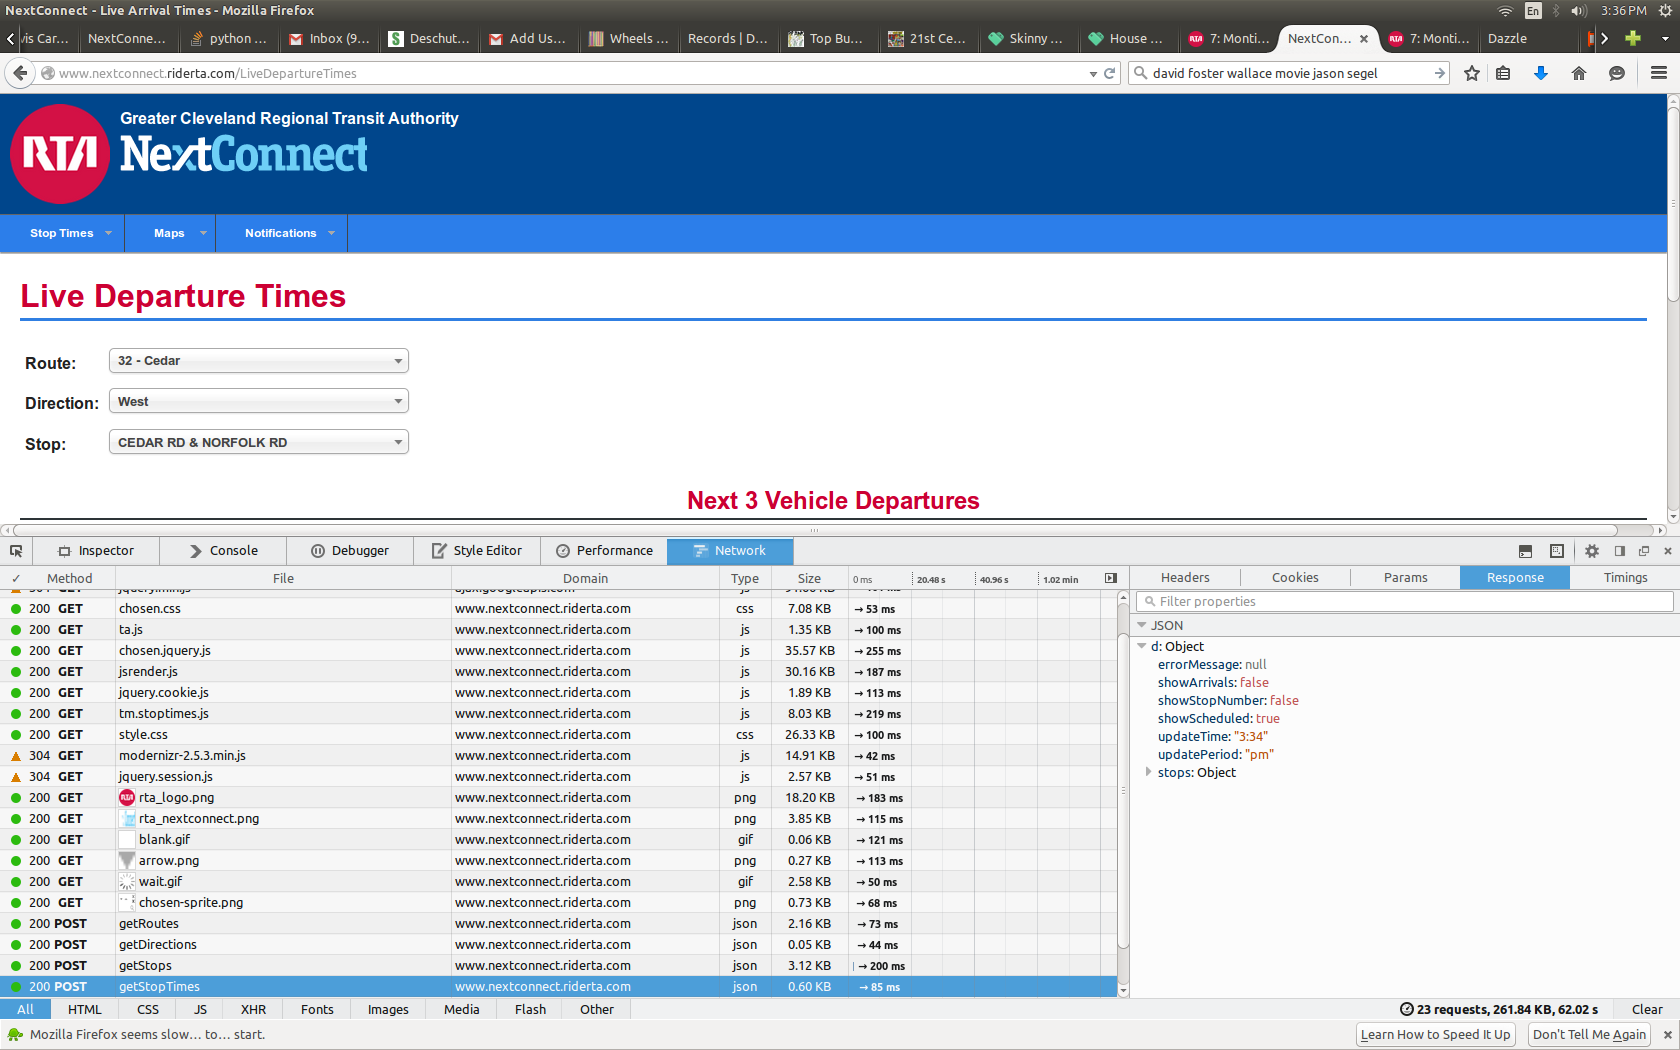 NextConnect - Live Arrival Times - Mozilla Firefox
En
3:36 PM
vis Car...
NextConne...
python ...
Inbox (9...
Deschut...
Add Us...
Wheels ...
Records | D...
Top Bu...
21st Ce...
Skinny ...
House ...
7: Monti...
NextCon...
7: Monti...
Dazzle
www.nextconnect.riderta.com/LiveDepartureTimes
david foster wallace movie jason segel
RTA
Greater Cleveland Regional Transit Authority
NextConnect
Stop Times
Maps
Notifications
Live Departure Times
Route: 32 - Cedar
Direction: West
Stop: CEDAR RD & NORFOLK RD
Next 3 Vehicle Departures
Inspector
Console
Debugger
Style Editor
Performance
Network
✓ Method File Domain Type Size 0 ms 20.48 s 40.96 s 1.02 min
200 GET chosen.css www.nextconnect.riderta.com css 7.08 KB → 53 ms
200 GET ta.js www.nextconnect.riderta.com js 1.35 KB → 100 ms
200 GET chosen.jquery.js www.nextconnect.riderta.com js 35.57 KB → 255 ms
200 GET jsrender.js www.nextconnect.riderta.com js 30.16 KB → 187 ms
200 GET jquery.cookie.js www.nextconnect.riderta.com js 1.89 KB → 113 ms
200 GET tm.stoptimes.js www.nextconnect.riderta.com js 8.03 KB → 219 ms
200 GET style.css www.nextconnect.riderta.com css 26.33 KB → 100 ms
304 GET modernizr-2.5.3.min.js www.nextconnect.riderta.com js 14.91 KB → 42 ms
304 GET jquery.session.js www.nextconnect.riderta.com js 2.57 KB → 51 ms
200 GET rta_logo.png www.nextconnect.riderta.com png 18.20 KB → 183 ms
200 GET rta_nextconnect.png www.nextconnect.riderta.com png 3.85 KB → 115 ms
200 GET blank.gif www.nextconnect.riderta.com gif 0.06 KB → 121 ms
200 GET arrow.png www.nextconnect.riderta.com png 0.27 KB → 113 ms
200 GET wait.gif www.nextconnect.riderta.com gif 2.58 KB → 50 ms
200 GET chosen-sprite.png www.nextconnect.riderta.com png 0.73 KB → 68 ms
200 POST getRoutes www.nextconnect.riderta.com json 2.16 KB → 73 ms
200 POST getDirections www.nextconnect.riderta.com json 0.05 KB → 44 ms
200 POST getStops www.nextconnect.riderta.com json 3.12 KB → 200 ms
200 POST getStopTimes www.nextconnect.riderta.com json 0.60 KB → 85 ms
Headers
Cookies
Params
Response
Timings
Filter properties
JSON
d: Object
errorMessage: null
showArrivals: false
showStopNumber: false
showScheduled: true
updateTime: "3:34"
updatePeriod: "pm"
stops: Object
All HTML CSS JS XHR Fonts Images Media Flash Other
23 requests, 261.84 KB, 62.02 s
Clear
Mozilla Firefox seems slow... to... start.
Learn How to Speed It Up
Don't Tell Me Again